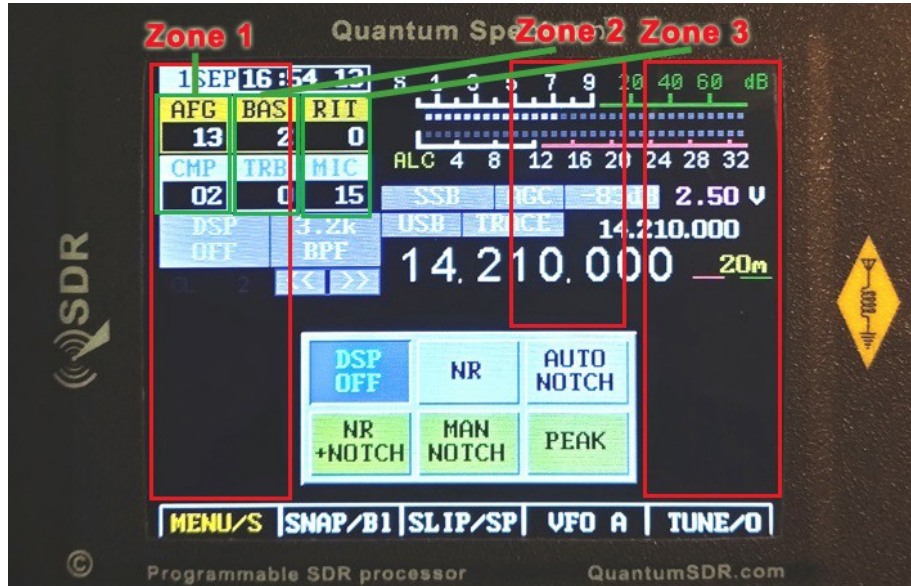 Quantum Spe
Zone 1 Zone 2 Zone 3
1SEP 16:54 13
S 1 3 5 7 9 20 40 60 dB
AFG BAS RIT
13 2 0
ALC 4 8 12 16 20 24 28 32
CMP TRB MIC
02 0 15
SSB AGC -83dB 2.50 V
DSP OFF 3.2k BPF USB TRACE 14.210.000
14.210.000 20m
CL 2 << >>
DSP OFF NR AUTO NOTCH
NR +NOTCH MAN NOTCH PEAK
MENU/S SNAP/B1 SLIP/SP VFO A TUNE/O
SDR
© Programmable SDR processor QuantumSDR.com